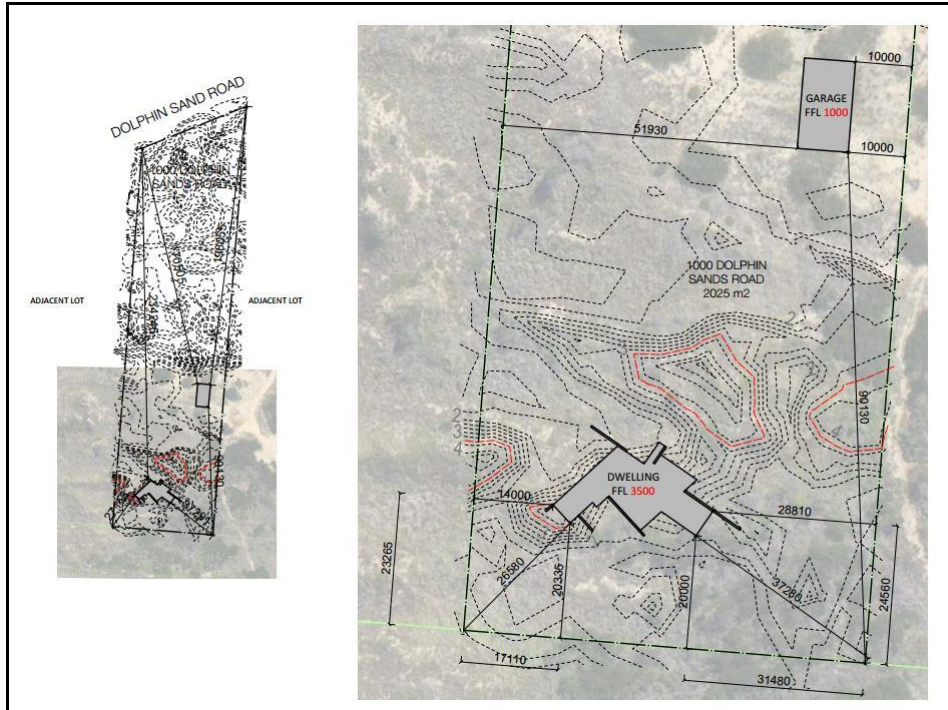 DOLPHIN SAND ROAD
1000 DOLPHIN
SANDS ROAD
ADJACENT LOT
ADJACENT LOT
10000
GARAGE
FFL 1000
51930
10000
1000 DOLPHIN
SANDS ROAD
2025 m2
2
2
3
4
4
90130
DWELLING
FFL 3500
14000
28810
23265
26580
20335
20000
37280
24560
17110
31480